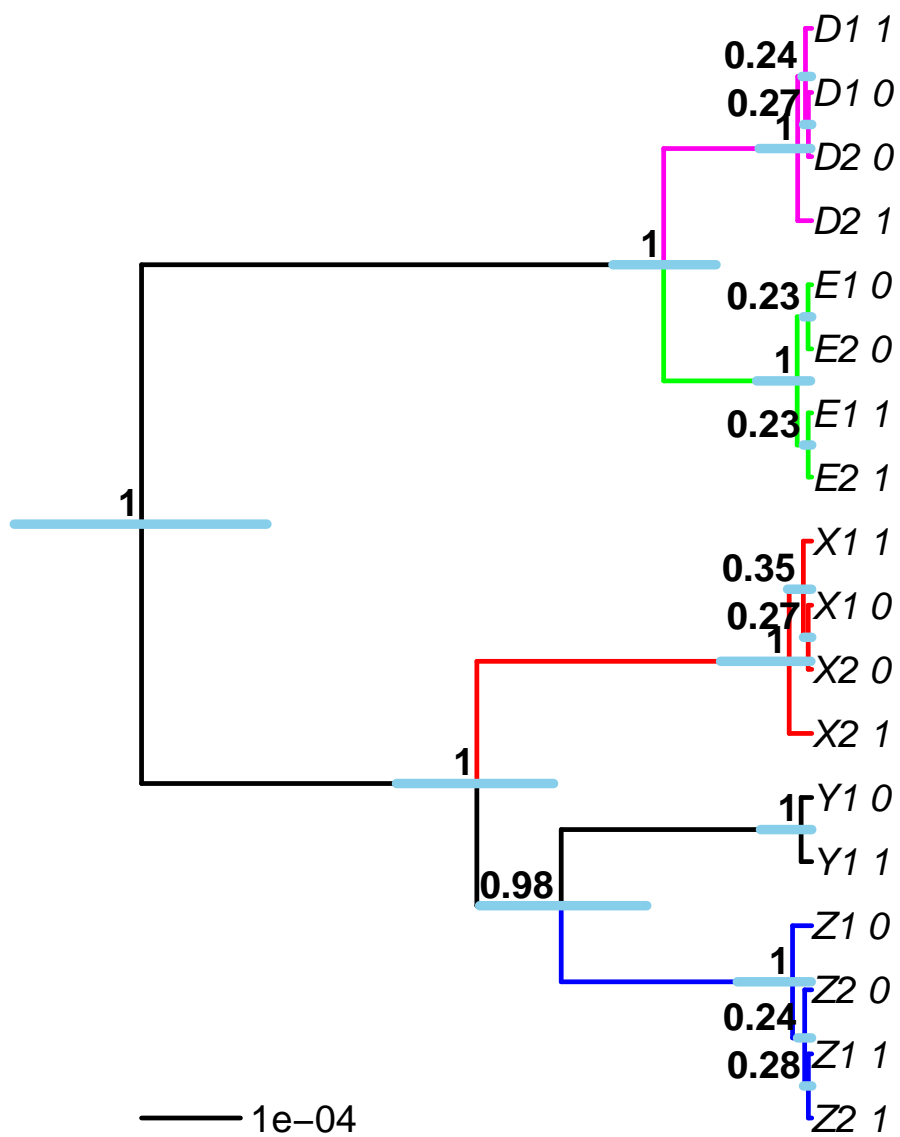 D1 1
0.24
D1 0
0.27
1
D2 0
D2 1
1
E1 0
0.23
E2 0
1
E1 1
0.23
E2 1
1
X1 1
0.35
X1 0
0.27
1
X2 0
X2 1
1
Y1 0
1
Y1 1
0.98
Z1 0
1
Z2 0
0.24
Z1 1
0.28
Z2 1
1e−04